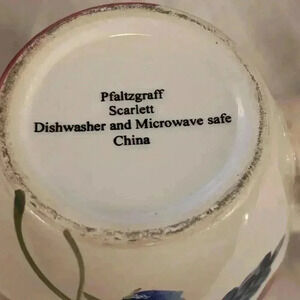 Pfaltzgraff
Scarlett
Dishwasher and Microwave safe
China